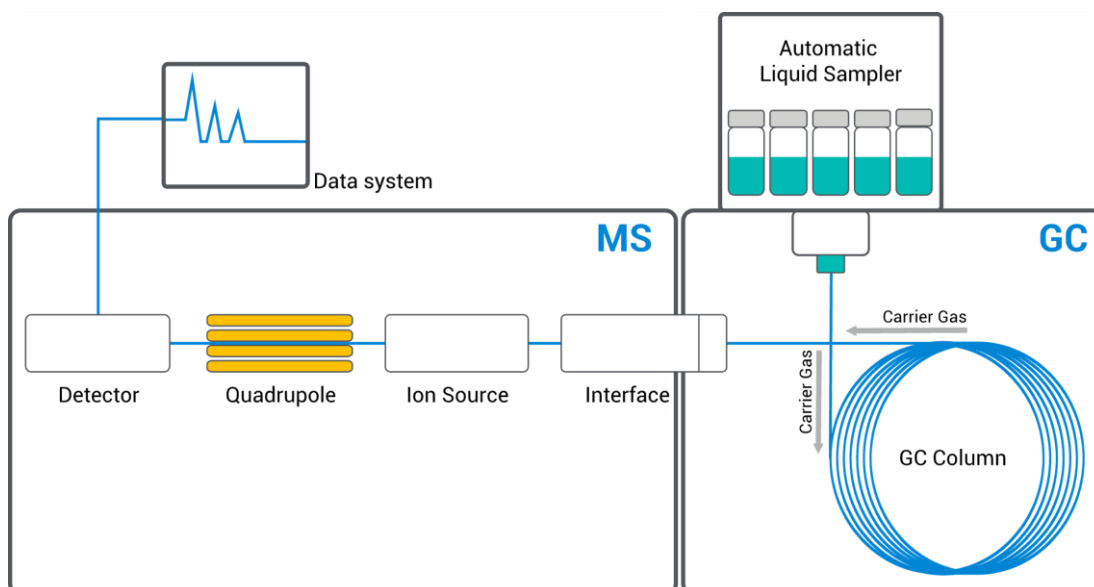 Automatic
Liquid Sampler
Data system
MS
GC
Carrier Gas
Carrier Gas
Detector
Quadrupole
Ion Source
Interface
GC Column